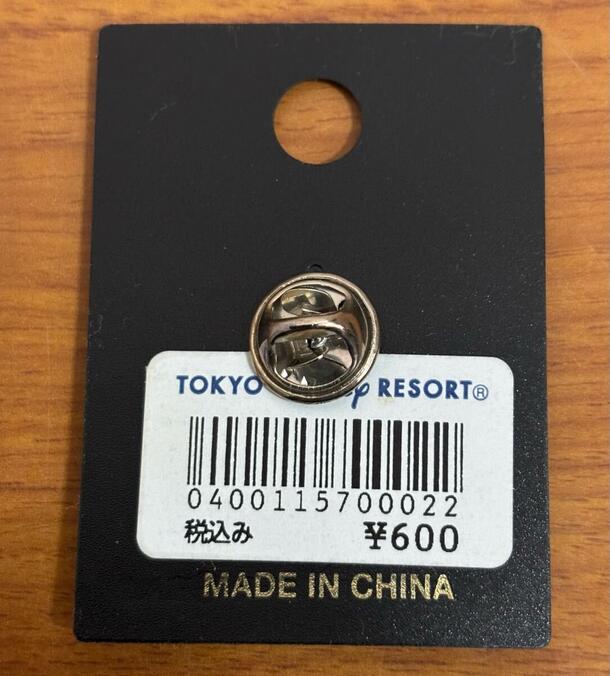 TOKYO RESORT®
0400115700022
税込み ¥600
MADE IN CHINA